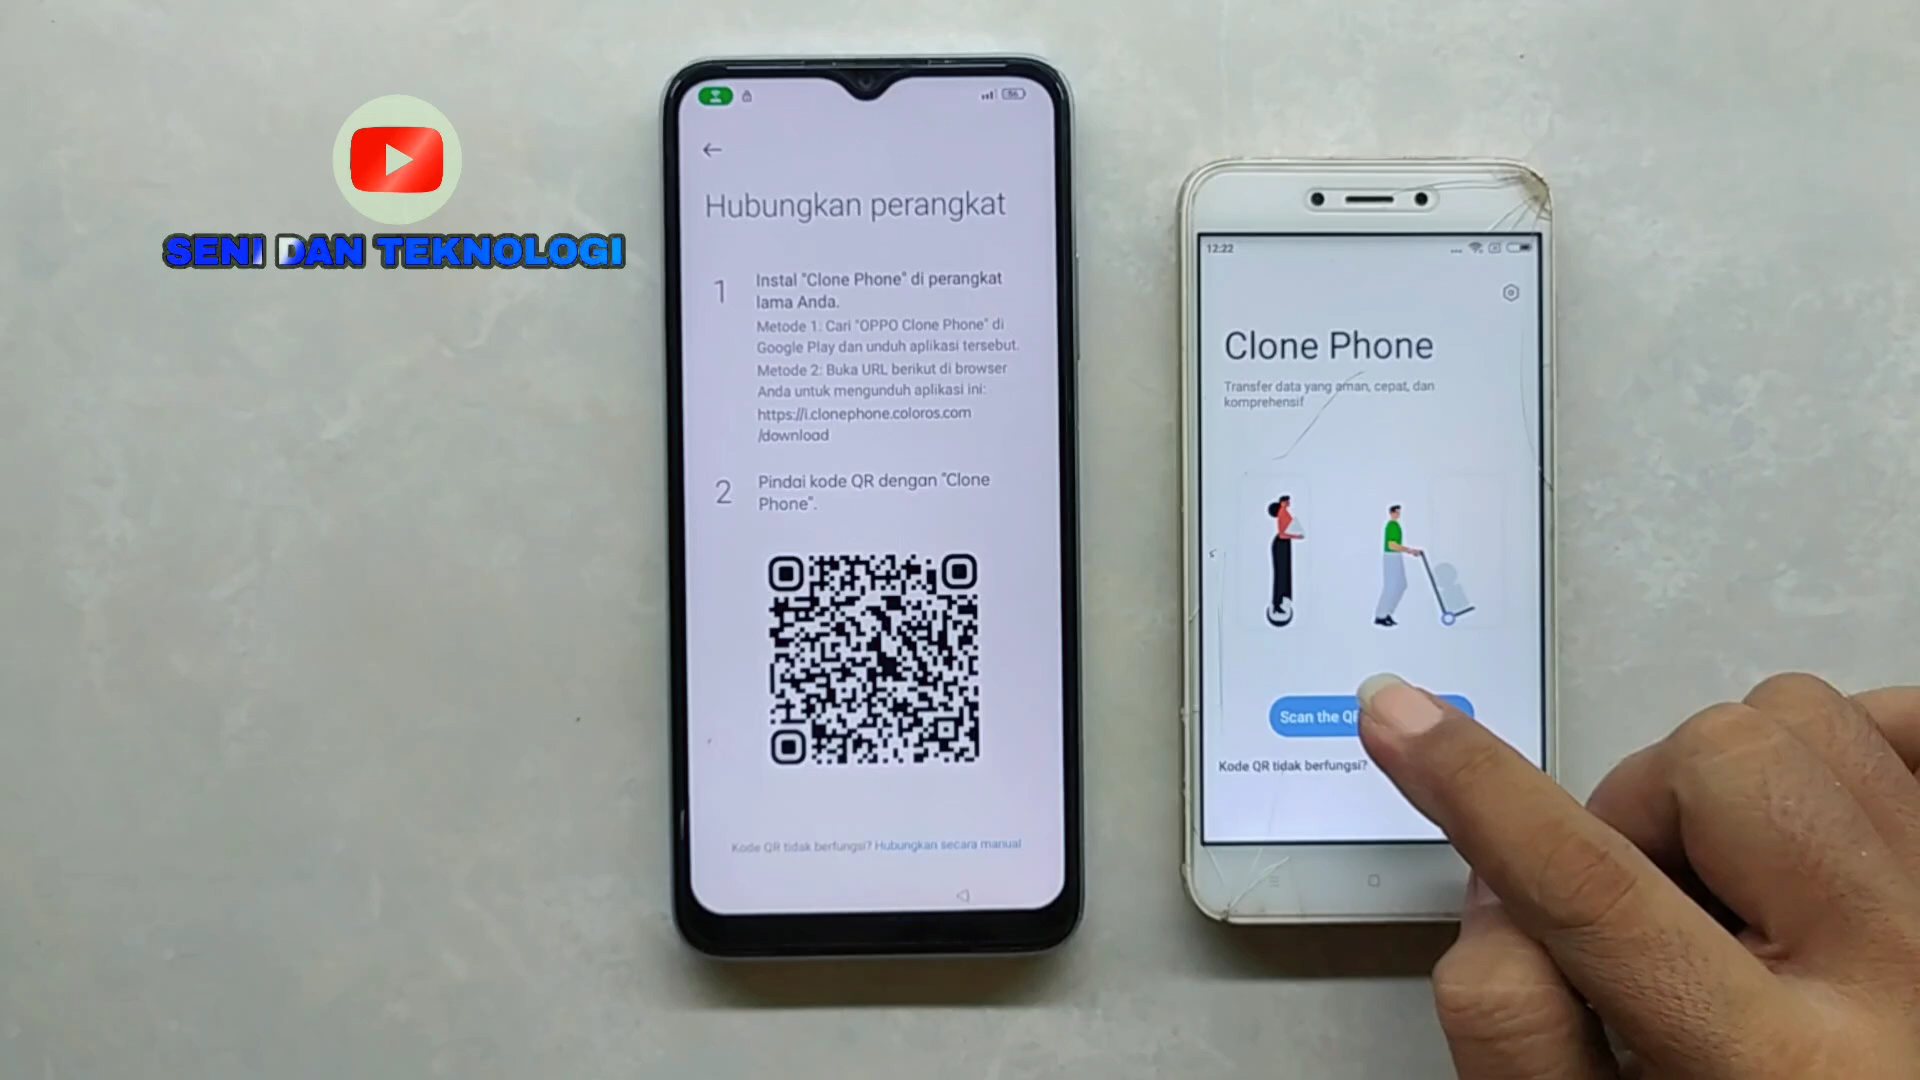 SENI DAN TEKNOLOGI
56
Hubungkan perangkat
1
Instal "Clone Phone" di perangkat
lama Anda.
Metode 1: Cari "OPPO Clone Phone" di
Google Play dan unduh aplikasi tersebut.
Metode 2: Buka URL berikut di browser
Anda untuk mengunduh aplikasi ini:
https://i.clonephone.coloros.com
/download
2
Pindai kode QR dengan "Clone
Phone".
Kode QR tidak berfungsi? Hubungkan secara manual
12:22
Clone Phone
Transfer data yang aman, cepat, dan
komprehensif
Scan the
Kode QR tidak berfungsi?